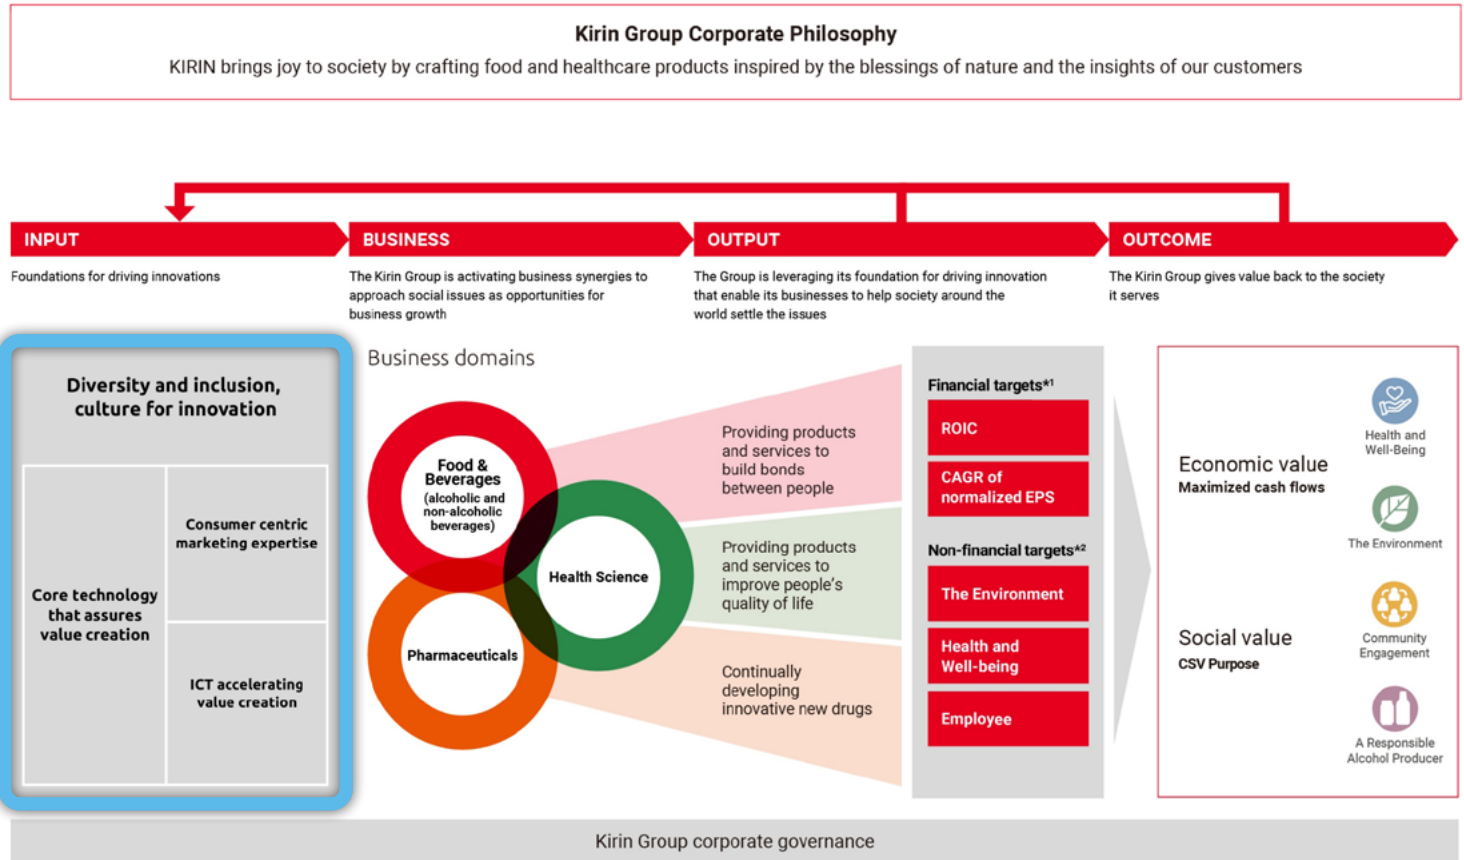 Kirin Group Corporate Philosophy
KIRIN brings joy to society by crafting food and healthcare products inspired by the blessings of nature and the insights of our customers
INPUT
BUSINESS
OUTPUT
OUTCOME
Foundations for driving innovations
The Kirin Group is activating business synergies to
approach social issues as opportunities for
business growth
The Group is leveraging its foundation for driving innovation
that enable its businesses to help society around the
world settle the issues
The Kirin Group gives value back to the society
it serves
Diversity and inclusion,
culture for innovation
Core technology
that assures
value creation
Consumer centric
marketing expertise
ICT accelerating
value creation
Business domains
Food &
Beverages
(alcoholic and
non-alcoholic
beverages)
Health Science
Pharmaceuticals
Providing products
and services to
build bonds
between people
Providing products
and services to
improve people's
quality of life
Continually
developing
innovative new drugs
Financial targets*1
ROIC
CAGR of
normalized EPS
Non-financial targets*2
The Environment
Health and
Well-being
Employee
Economic value
Maximized cash flows
Social value
CSV Purpose
Health and
Well-Being
The Environment
Community
Engagement
A Responsible
Alcohol Producer
Kirin Group corporate governance